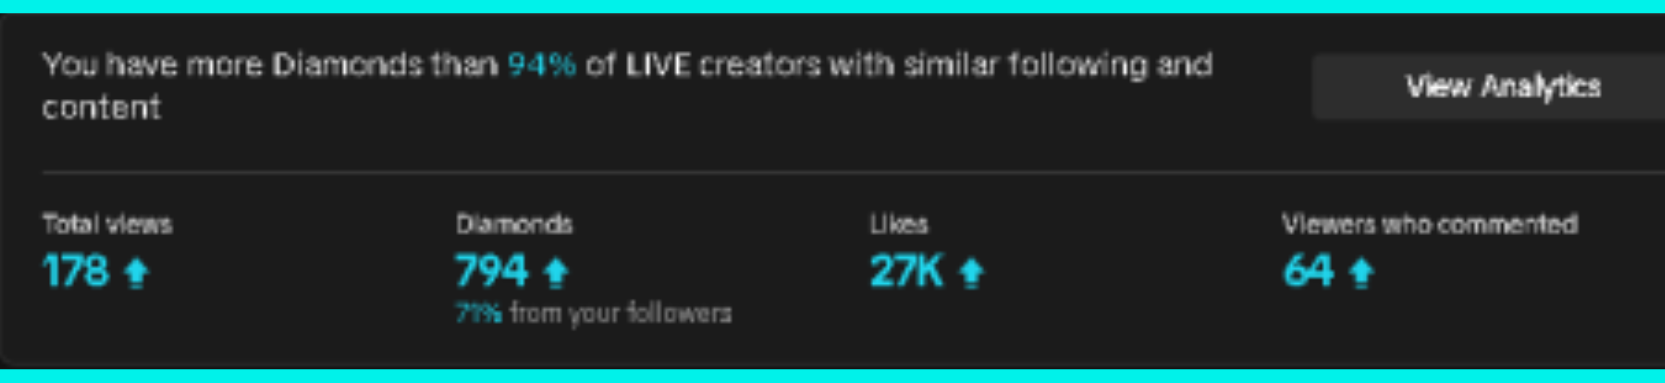 You have more Diamonds than 94% of LIVE creators with similar following and
content
View Analytics
Total views
178
Diamonds
794
71% from your followers
Likes
27K
Viewers who commented
64